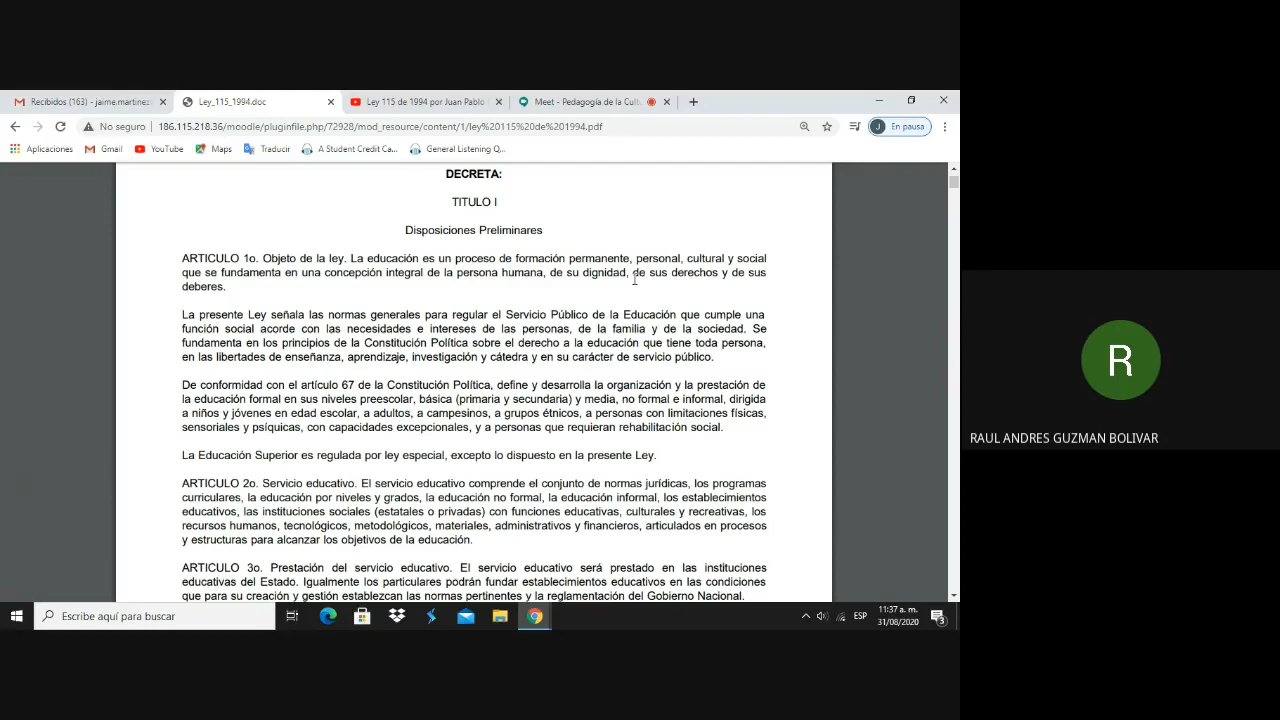 Recibidos (163) - jaime.martinez
Ley_115_1994.doc
Ley 115 de 1994 por Juan Pablo
Meet - Pedagogía de la Cultu
No seguro
186.115.218.36/moodle/pluginfile.php/72928/mod_resource/content/1/ley%20115%20de%201994.pdf
J
En pausa
Aplicaciones
Gmail
YouTube
Maps
Traducir
A Student Credit Ca...
General Listening Q...
DECRETA:
TITULO I
Disposiciones Preliminares
ARTICULO 1o. Objeto de la ley. La educación es un proceso de formación permanente, personal, cultural y social
que se fundamenta en una concepción integral de la persona humana, de su dignidad, de sus derechos y de sus
deberes.
La presente Ley señala las normas generales para regular el Servicio Público de la Educación que cumple una
función social acorde con las necesidades e intereses de las personas, de la familia y de la sociedad. Se
fundamenta en los principios de la Constitución Política sobre el derecho a la educación que tiene toda persona,
en las libertades de enseñanza, aprendizaje, investigación y cátedra y en su carácter de servicio público.
De conformidad con el artículo 67 de la Constitución Política, define y desarrolla la organización y la prestación de
la educación formal en sus niveles preescolar, básica (primaria y secundaria) y media, no formal e informal, dirigida
a niños y jóvenes en edad escolar, a adultos, a campesinos, a grupos étnicos, a personas con limitaciones físicas,
sensoriales y psíquicas, con capacidades excepcionales, y a personas que requieran rehabilitación social.
La Educación Superior es regulada por ley especial, excepto lo dispuesto en la presente Ley.
ARTICULO 2o. Servicio educativo. El servicio educativo comprende el conjunto de normas jurídicas, los programas
curriculares, la educación por niveles y grados, la educación no formal, la educación informal, los establecimientos
educativos, las instituciones sociales (estatales o privadas) con funciones educativas, culturales y recreativas, los
recursos humanos, tecnológicos, metodológicos, materiales, administrativos y financieros, articulados en procesos
y estructuras para alcanzar los objetivos de la educación.
ARTICULO 3o. Prestación del servicio educativo. El servicio educativo será prestado en las instituciones
educativas del Estado. Igualmente los particulares podrán fundar establecimientos educativos en las condiciones
que para su creación y gestión establezcan las normas pertinentes y la reglamentación del Gobierno Nacional.
R
RAUL ANDRES GUZMAN BOLIVAR
Escribe aquí para buscar
ESP
11:37 a. m.
31/08/2020
3